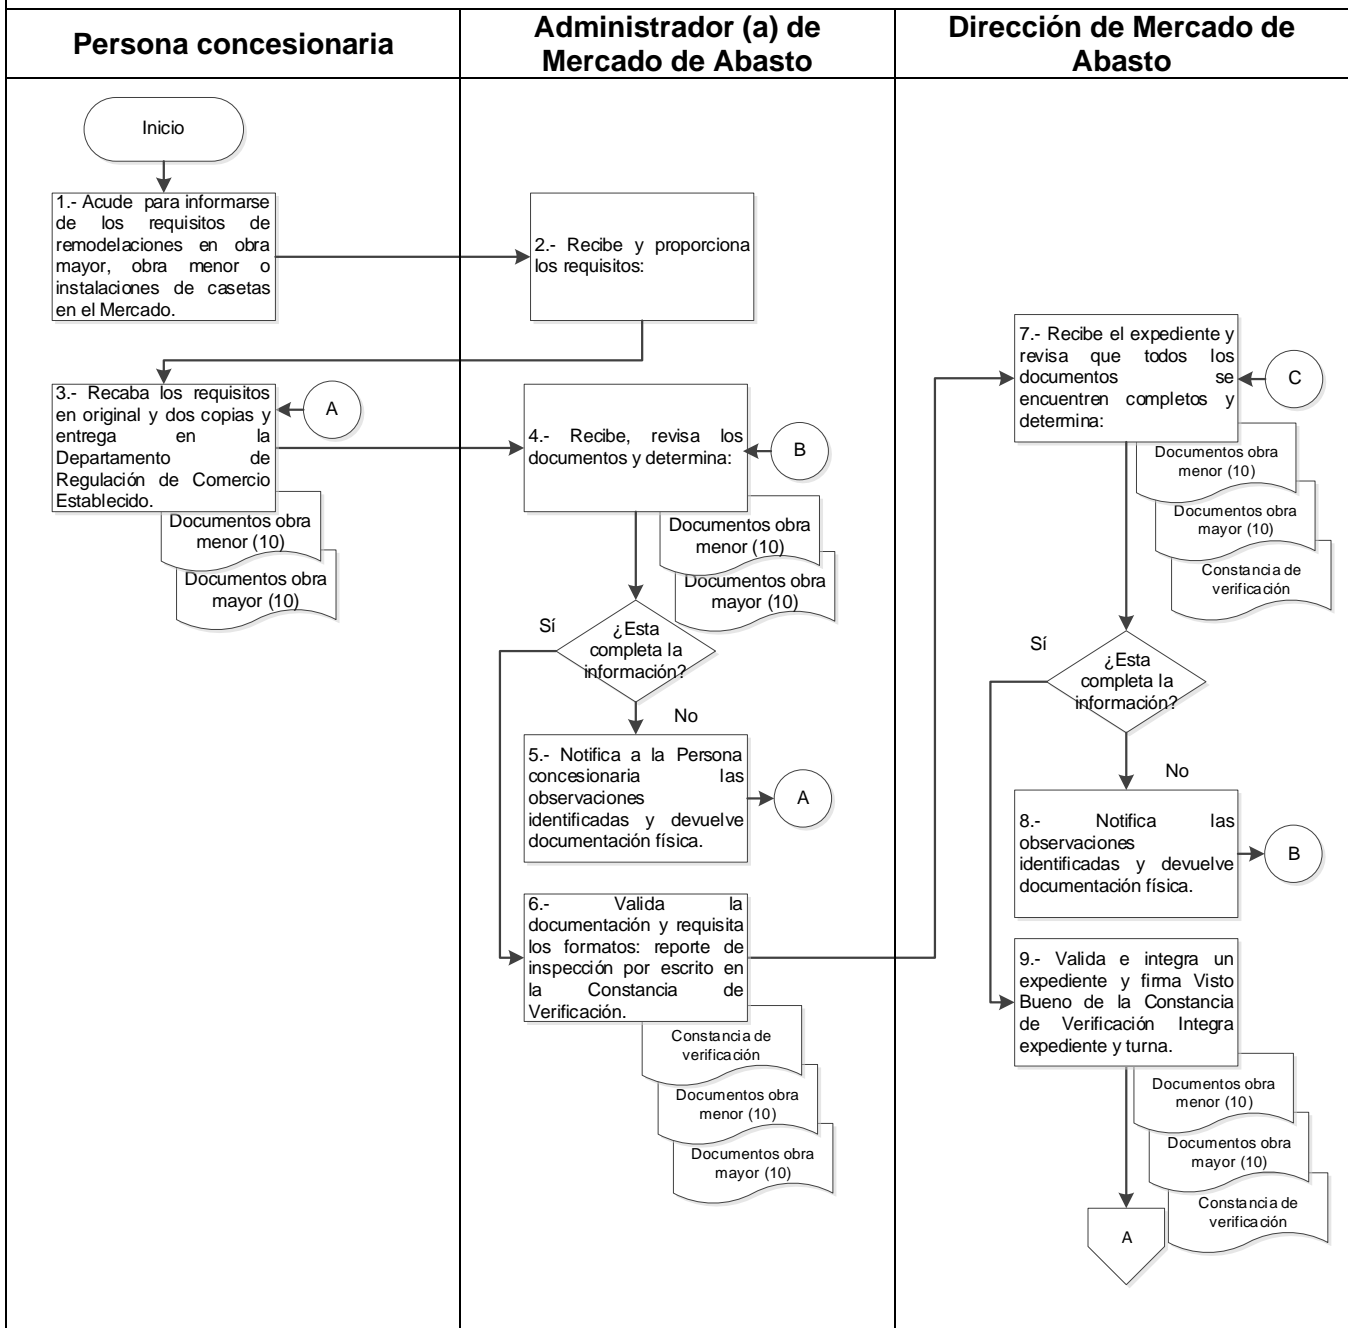 Persona concesionaria
Administrador (a) de
Mercado de Abasto
Dirección de Mercado de
Abasto
Inicio
1.- Acude para informarse
de los requisitos de
remodelaciones en obra
mayor, obra menor o
instalaciones de casetas
en el Mercado.
2.- Recibe y proporciona
los requisitos:
3.- Recaba los requisitos
en original y dos copias y
entrega en la
Departamento de
Regulación de Comercio
Establecido.
A
Documentos obra
menor (10)
Documentos obra
mayor (10)
4.- Recibe, revisa los
documentos y determina:
B
Documentos obra
menor (10)
Documentos obra
mayor (10)
Sí
¿Esta
completa la
información?
No
5.- Notifica a la Persona
concesionaria las
observaciones
identificadas y devuelve
documentación física.
A
6.- Valida la
documentación y requisita
los formatos: reporte de
inspección por escrito en
la Constancia de
Verificación.
Constancia de
verificación
Documentos obra
menor (10)
Documentos obra
mayor (10)
7.- Recibe el expediente y
revisa que todos los
documentos se
encuentren completos y
determina:
C
Documentos obra
menor (10)
Documentos obra
mayor (10)
Constancia de
verificación
Sí
¿Esta
completa la
información?
No
8.- Notifica las
observaciones
identificadas y devuelve
documentación física.
B
9.- Valida e integra un
expediente y firma Visto
Bueno de la Constancia
de Verificación Integra
expediente y turna.
Documentos obra
menor (10)
Documentos obra
mayor (10)
Constancia de
verificación
A